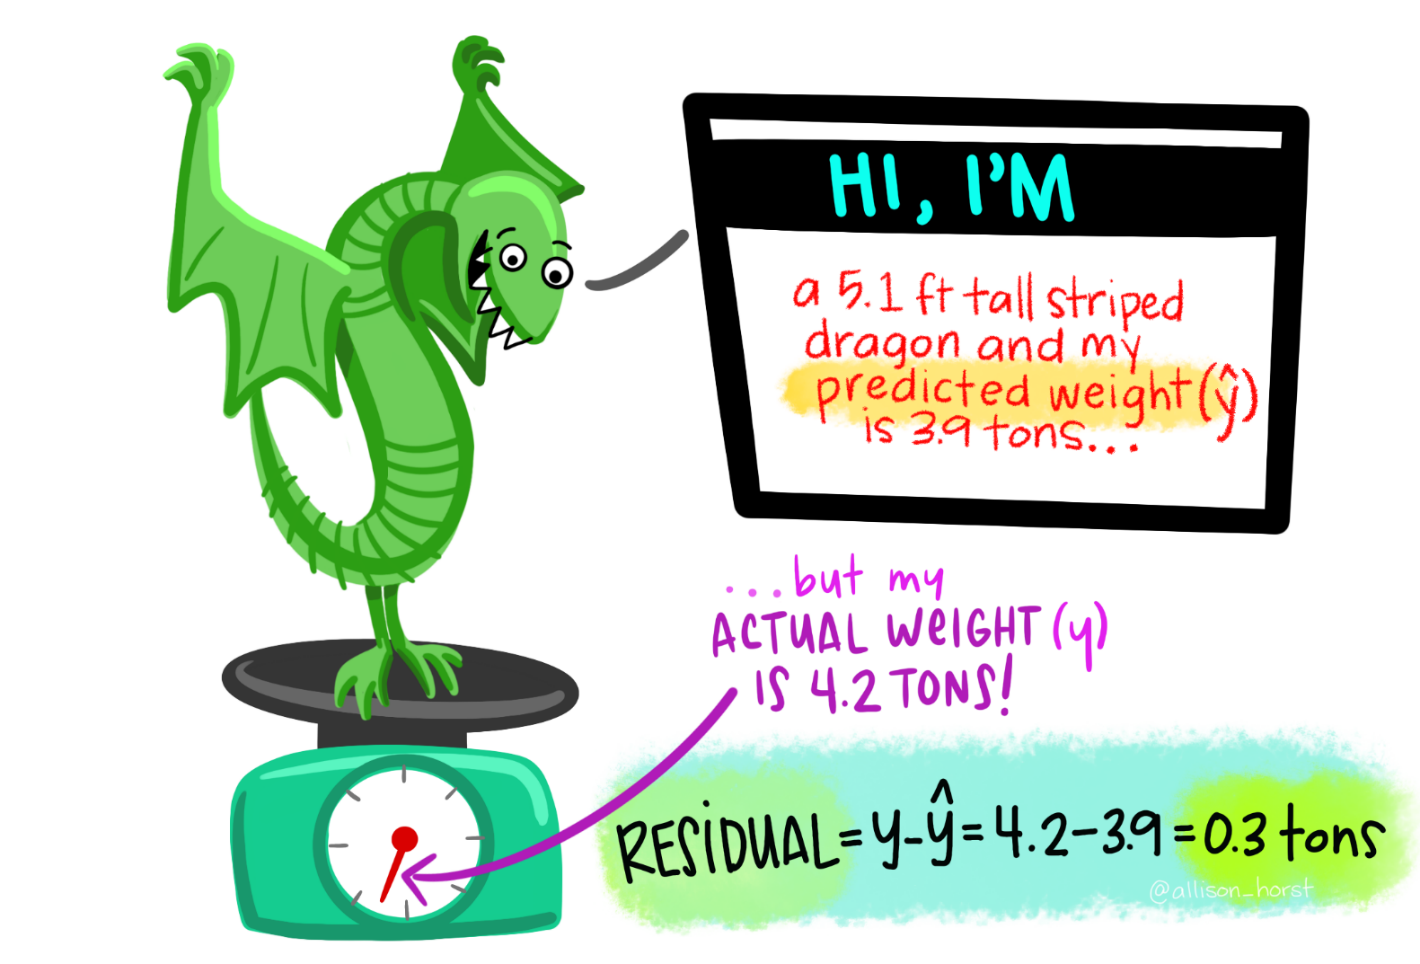 HI, I'M
a 5.1 ft tall striped
dragon and my
predicted weight (ŷ)
is 3.9 tons...
...but my
ACTUAL WEIGHT (y)
IS 4.2 TONS!
RESIDUAL = y - ŷ = 4.2 - 3.9 = 0.3 tons
@allison_horst